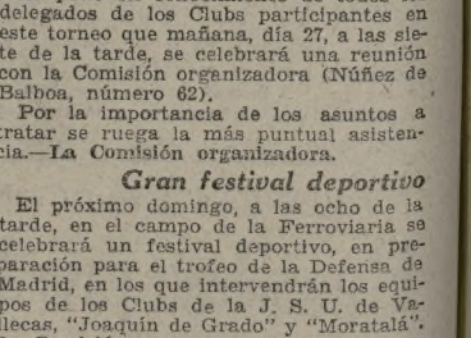 delegados de los Clubs participantes en
este torneo que mañana, día 27, a las sie-
te de la tarde, se celebrará una reunión
con la Comisión organizadora (Núñez de
Balboa, número 62).
Por la importancia de los asuntos a
tratar se ruega la más puntual asisten-
cia.—La Comisión organizadora.
Gran festival deportivo
El próximo domingo, a las ocho de la
tarde, en el campo de la Ferroviaria se
celebrará un festival deportivo, en pre-
paración para el trofeo de la Defensa de
Madrid, en los que intervendrán los equi-
pos de los Clubs de la J. S. U. de Va-
llecas, "Joaquín de Grado" y "Moratalá".